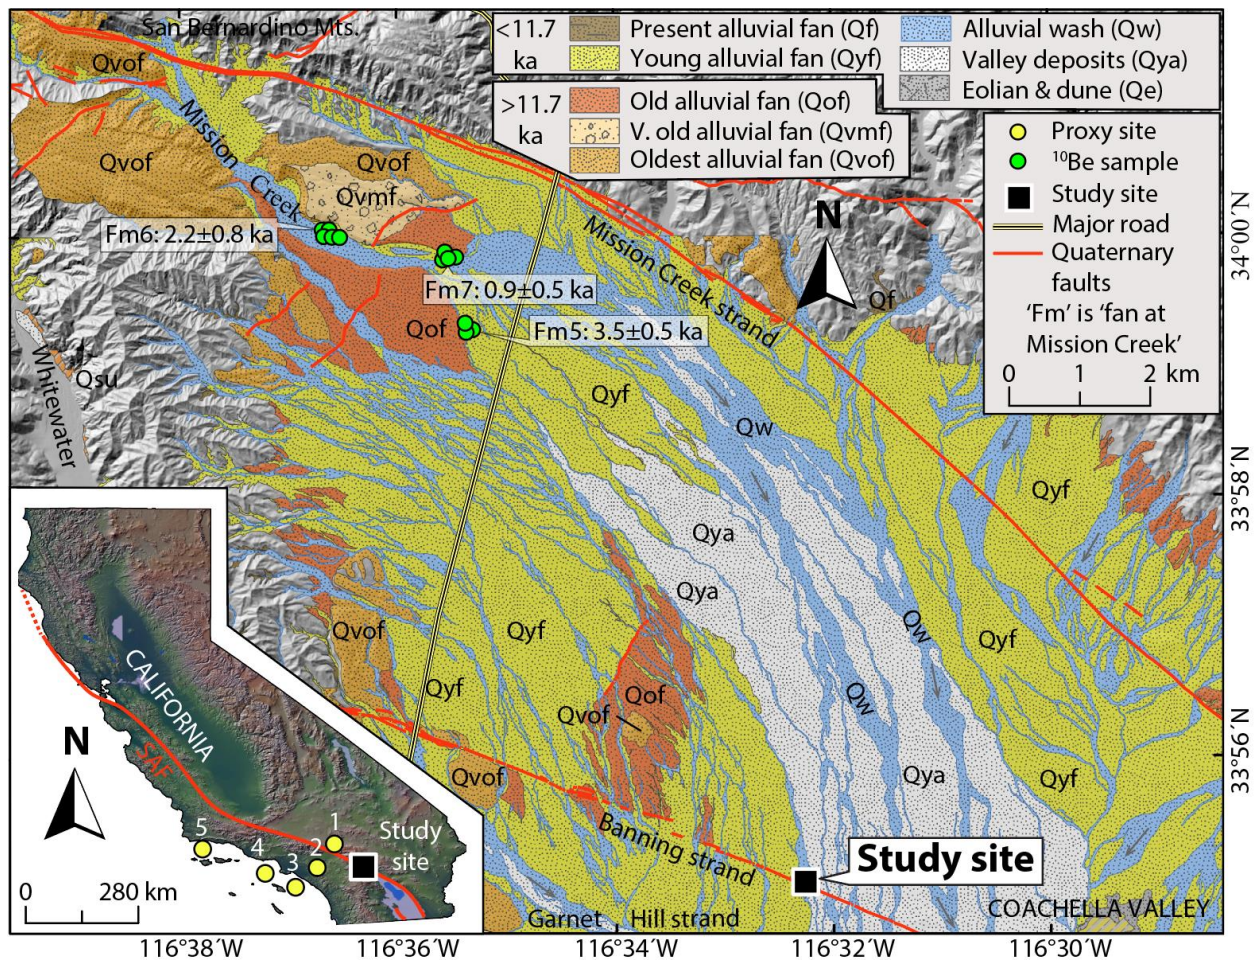 San Bernardino Mts.
<11.7
ka
Present alluvial fan (Qf)
Young alluvial fan (Qyf)
Alluvial wash (Qw)
Valley deposits (Qya)
Eolian & dune (Qe)
>11.7
ka
Old alluvial fan (Qof)
V. old alluvial fan (Qvmf)
Oldest alluvial fan (Qvof)
Proxy site
¹⁰Be sample
Study site
Major road
Quaternary
faults
'Fm' is 'fan at
Mission Creek'
0 1 2 km
Qvof
Mission
Creek
Qvof
Qvof
Qvmf
Fm6: 2.2±0.8 ka
Fm7: 0.9±0.5 ka
Qof
Fm5: 3.5±0.5 ka
Mission Creek strand
N
Qf
Whitewater
Qsu
Qyf
Qw
Qyf
Qya
Qya
Qvof
Qyf
Qw
Qyf
Qyf
Qof
Qvof
Qw
Qvof
Qya
Qyf
Banning strand
Study site
Garnet Hill strand
COACHELLA VALLEY
CALIFORNIA
SAF
N
1
2
3
4
5
Study
site
0 280 km
34°00´N
33°58´N
33°56´N
116°38´W
116°36´W
116°34´W
116°32´W
116°30´W